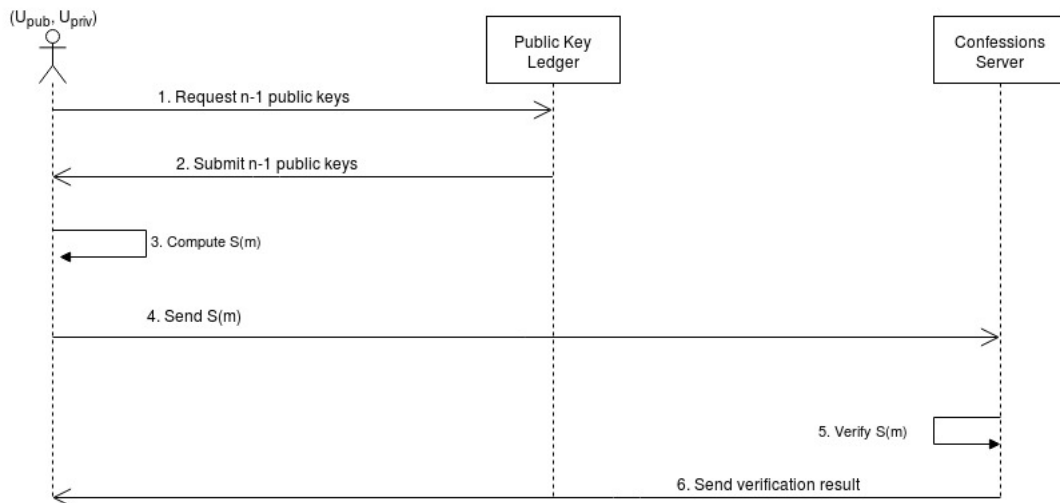 (Upub, Upriv)
Public Key
Ledger
Confessions
Server
1. Request n-1 public keys
2. Submit n-1 public keys
3. Compute S(m)
4. Send S(m)
5. Verify S(m)
6. Send verification result